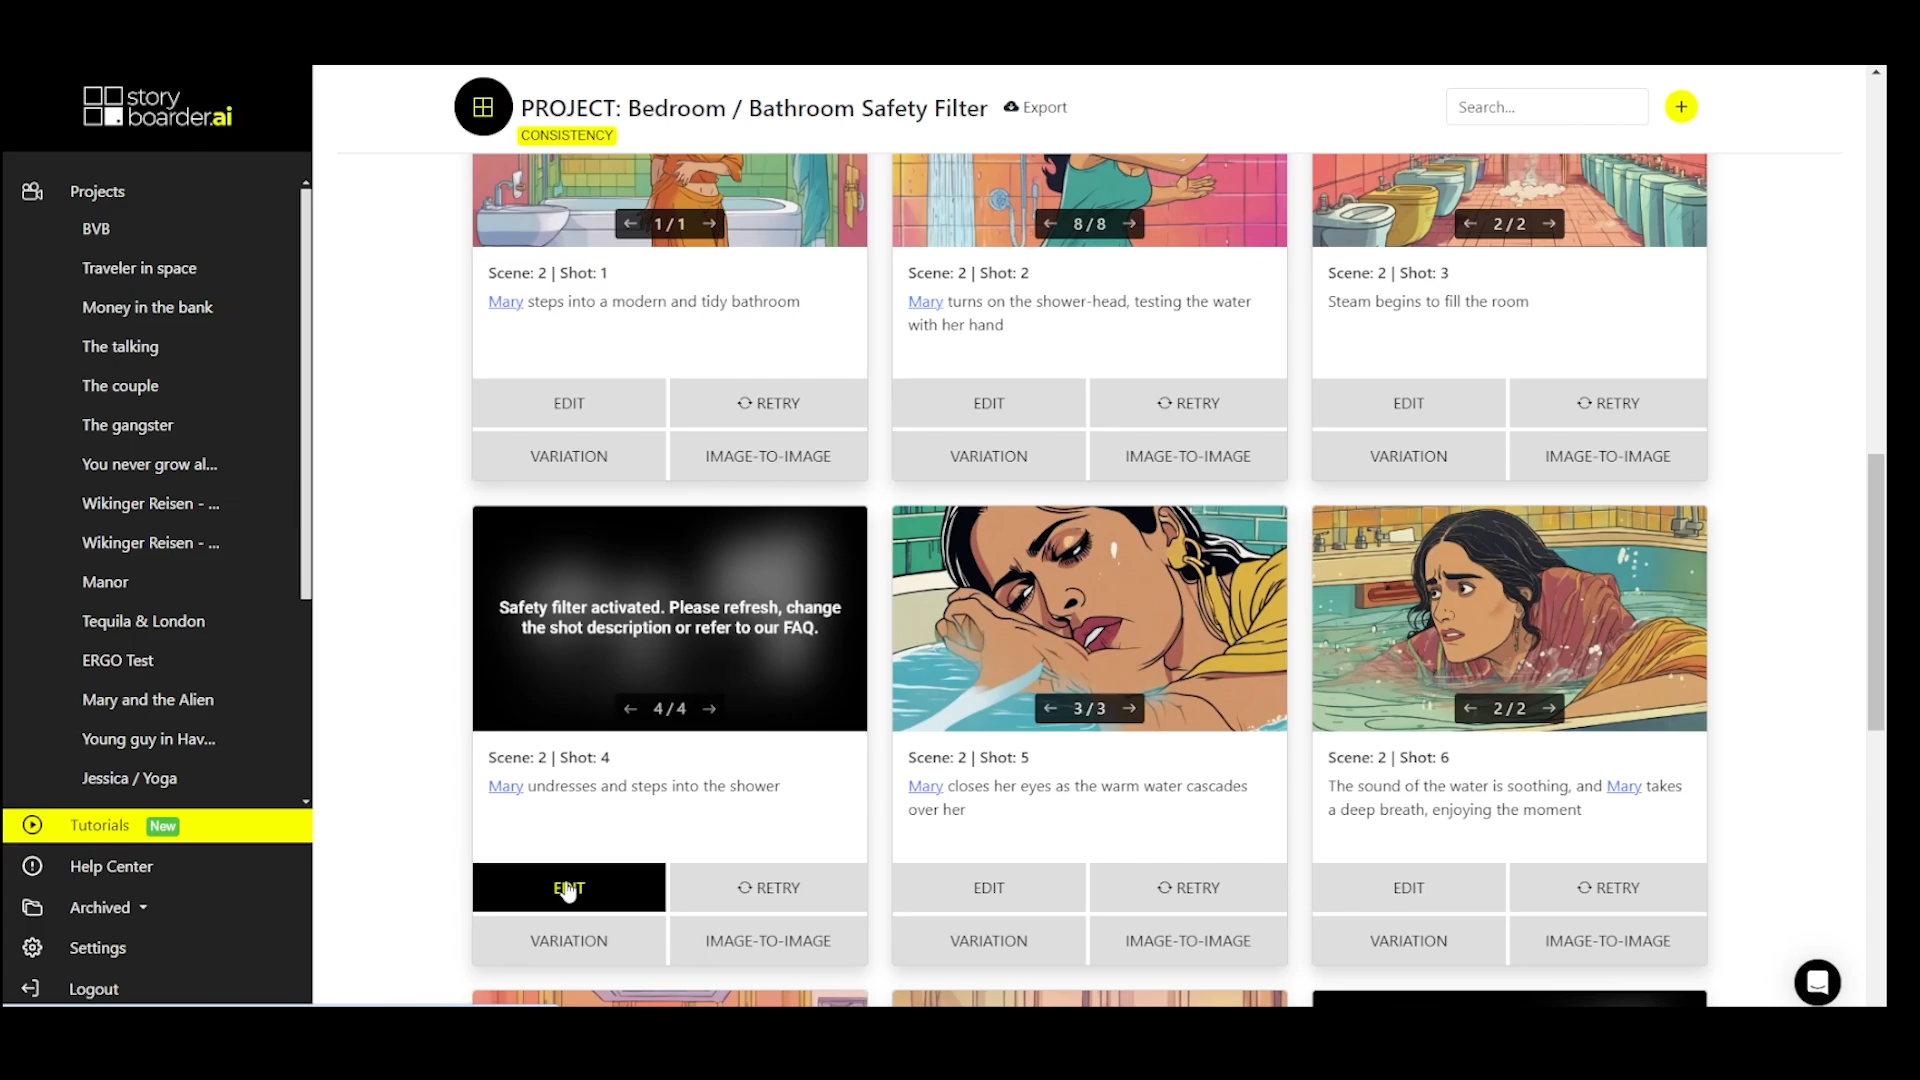 story
boarder.ai
PROJECT: Bedroom / Bathroom Safety Filter
Export
CONSISTENCY
Search...
+
Projects
BVB
Traveler in space
Money in the bank
The talking
The couple
The gangster
You never grow al...
Wikinger Reisen - ...
Wikinger Reisen - ...
Manor
Tequila & London
ERGO Test
Mary and the Alien
Young guy in Hav...
Jessica / Yoga
Tutorials New
Help Center
Archived
Settings
Logout
← 1/1 →
← 8/8 →
← 2/2 →
Scene: 2 | Shot: 1
Mary steps into a modern and tidy bathroom
EDIT
RETRY
VARIATION
IMAGE-TO-IMAGE
Scene: 2 | Shot: 2
Mary turns on the shower-head, testing the water
with her hand
EDIT
RETRY
VARIATION
IMAGE-TO-IMAGE
Scene: 2 | Shot: 3
Steam begins to fill the room
EDIT
RETRY
VARIATION
IMAGE-TO-IMAGE
Safety filter activated. Please refresh, change
the shot description or refer to our FAQ.
← 4/4 →
Scene: 2 | Shot: 4
Mary undresses and steps into the shower
EDIT
RETRY
VARIATION
IMAGE-TO-IMAGE
← 3/3 →
Scene: 2 | Shot: 5
Mary closes her eyes as the warm water cascades
over her
EDIT
RETRY
VARIATION
IMAGE-TO-IMAGE
← 2/2 →
Scene: 2 | Shot: 6
The sound of the water is soothing, and Mary takes
a deep breath, enjoying the moment
EDIT
RETRY
VARIATION
IMAGE-TO-IMAGE